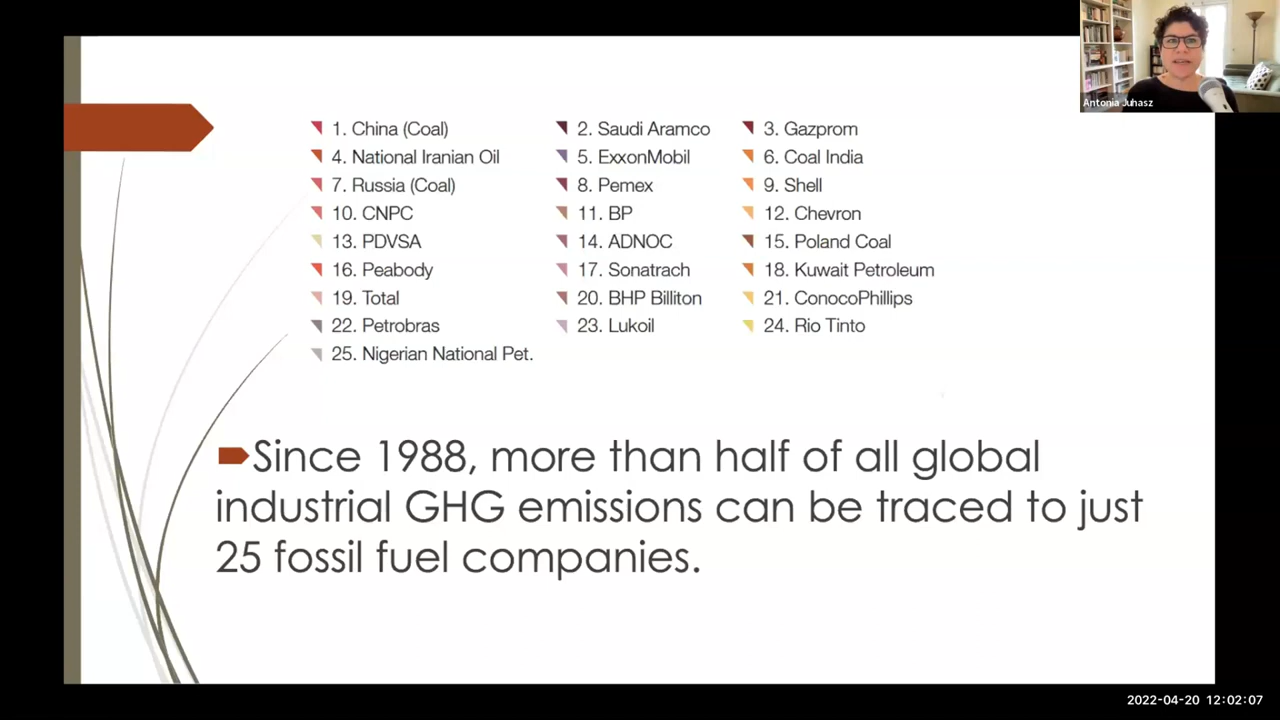 Antonia Juhasz
1. China (Coal) 2. Saudi Aramco 3. Gazprom
4. National Iranian Oil 5. ExxonMobil 6. Coal India
7. Russia (Coal) 8. Pemex 9. Shell
10. CNPC 11. BP 12. Chevron
13. PDVSA 14. ADNOC 15. Poland Coal
16. Peabody 17. Sonatrach 18. Kuwait Petroleum
19. Total 20. BHP Billiton 21. ConocoPhillips
22. Petrobras 23. Lukoil 24. Rio Tinto
25. Nigerian National Pet.
Since 1988, more than half of all global
industrial GHG emissions can be traced to just
25 fossil fuel companies.
2022-04-20 12:02:07